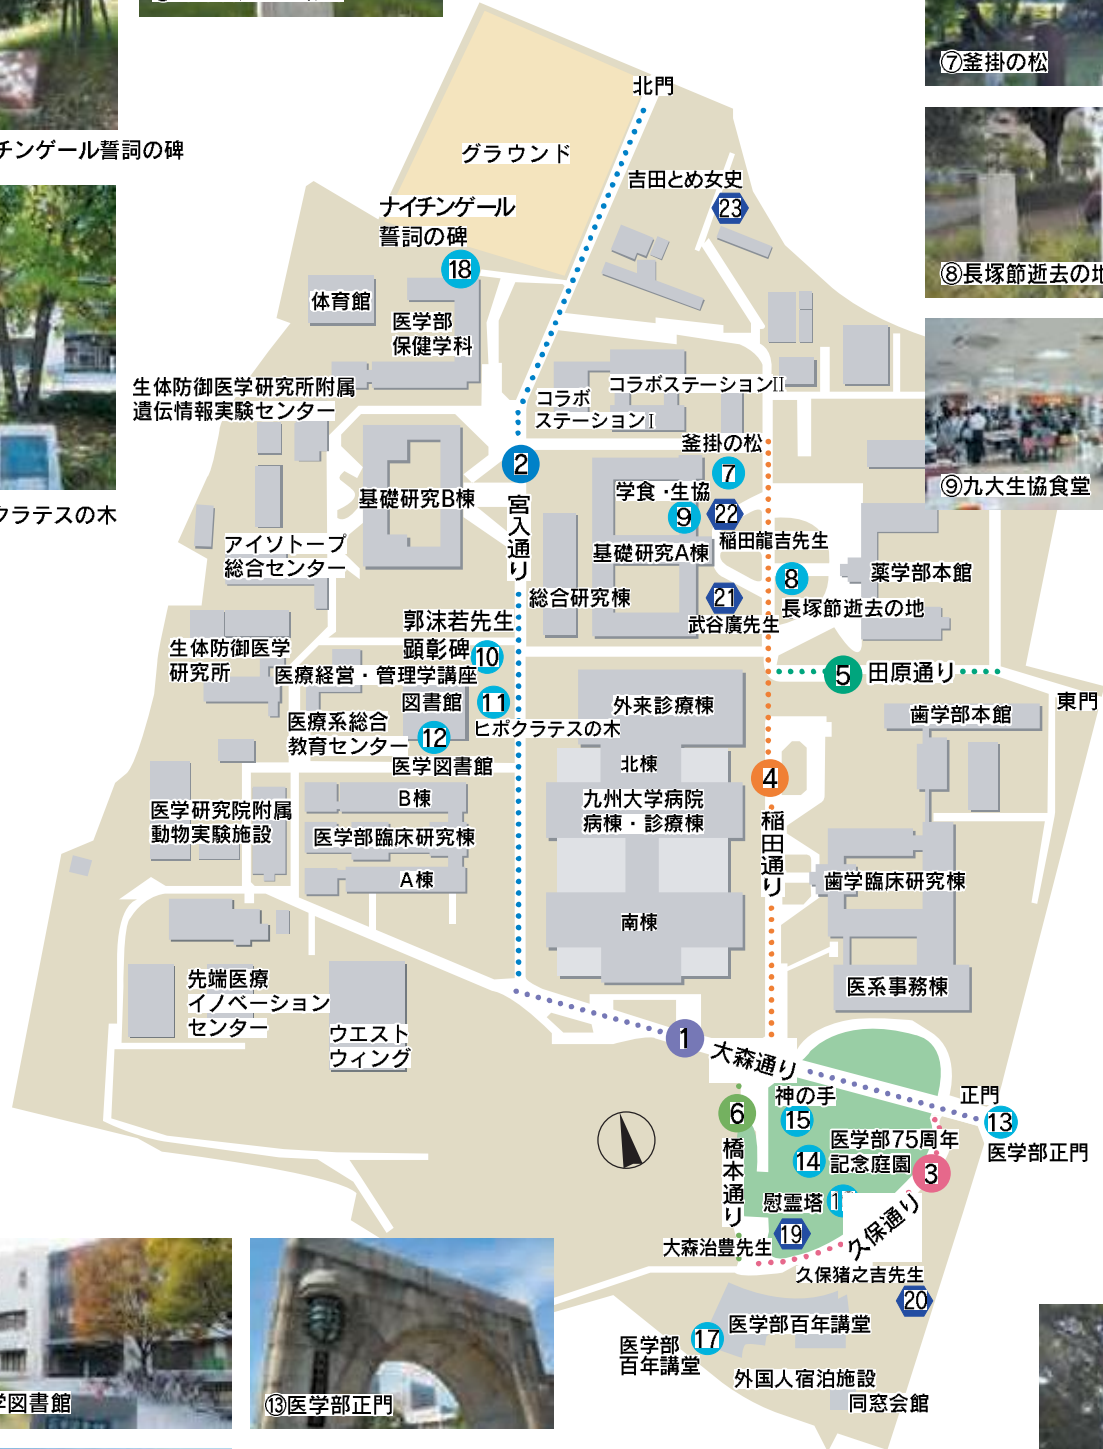 ⑦釜掛の松
チンゲール誓詞の碑
⑧長塚節逝去の地
クラテスの木
⑨九大生協食堂
北門
グラウンド
吉田とめ女史
23
ナイチンゲール
誓詞の碑
18
体育館
医学部
保健学科
生体防御医学研究所附属
遺伝情報実験センター
コラボ
ステーションⅠ
コラボステーションⅡ
釜掛の松
7
2
宮入通り
学食・生協
9
22
稲田龍吉先生
基礎研究B棟
基礎研究A棟
アイソトープ
総合センター
総合研究棟
21
武谷廣先生
8
長塚節逝去の地
薬学部本館
郭沫若先生
顕彰碑
10
生体防御医学
研究所
医療経営・管理学講座
図書館
11
ヒポクラテスの木
医療系総合
教育センター
12
医学図書館
外来診療棟
5
田原通り
東門
歯学部本館
北棟
4
稲田通り
九州大学病院
病棟・診療棟
南棟
医学研究院附属
動物実験施設
B棟
医学部臨床研究棟
A棟
歯学臨床研究棟
医系事務棟
先端医療
イノベーション
センター
ウエスト
ウィング
1
大森通り
6
橋本通り
神の手
15
14
医学部75周年
記念庭園
正門
13
医学部正門
3
久保通り
慰霊塔
1
19
大森治豊先生
久保猪之吉先生
20
医学部百年講堂
17
医学部
百年講堂
外国人宿泊施設
同窓会館
学図書館
⑬医学部正門